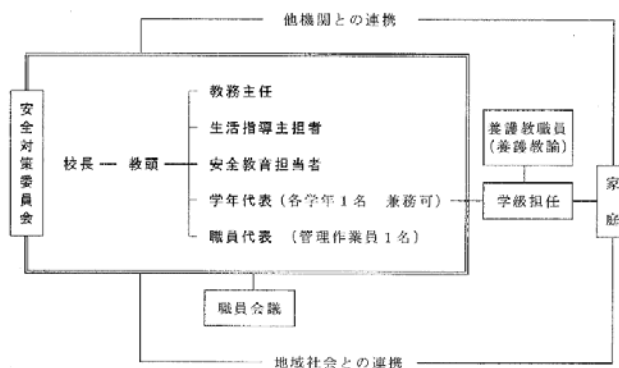 他機関との連携
安全対策委員会
校長
教頭
教務主任
生活指導主担者
安全教育担当者
学年代表（各学年１名　兼務可）
職員代表　（管理作業員１名）
養護教職員
（養護教諭）
学級担任
家庭
職員会議
地域社会との連携